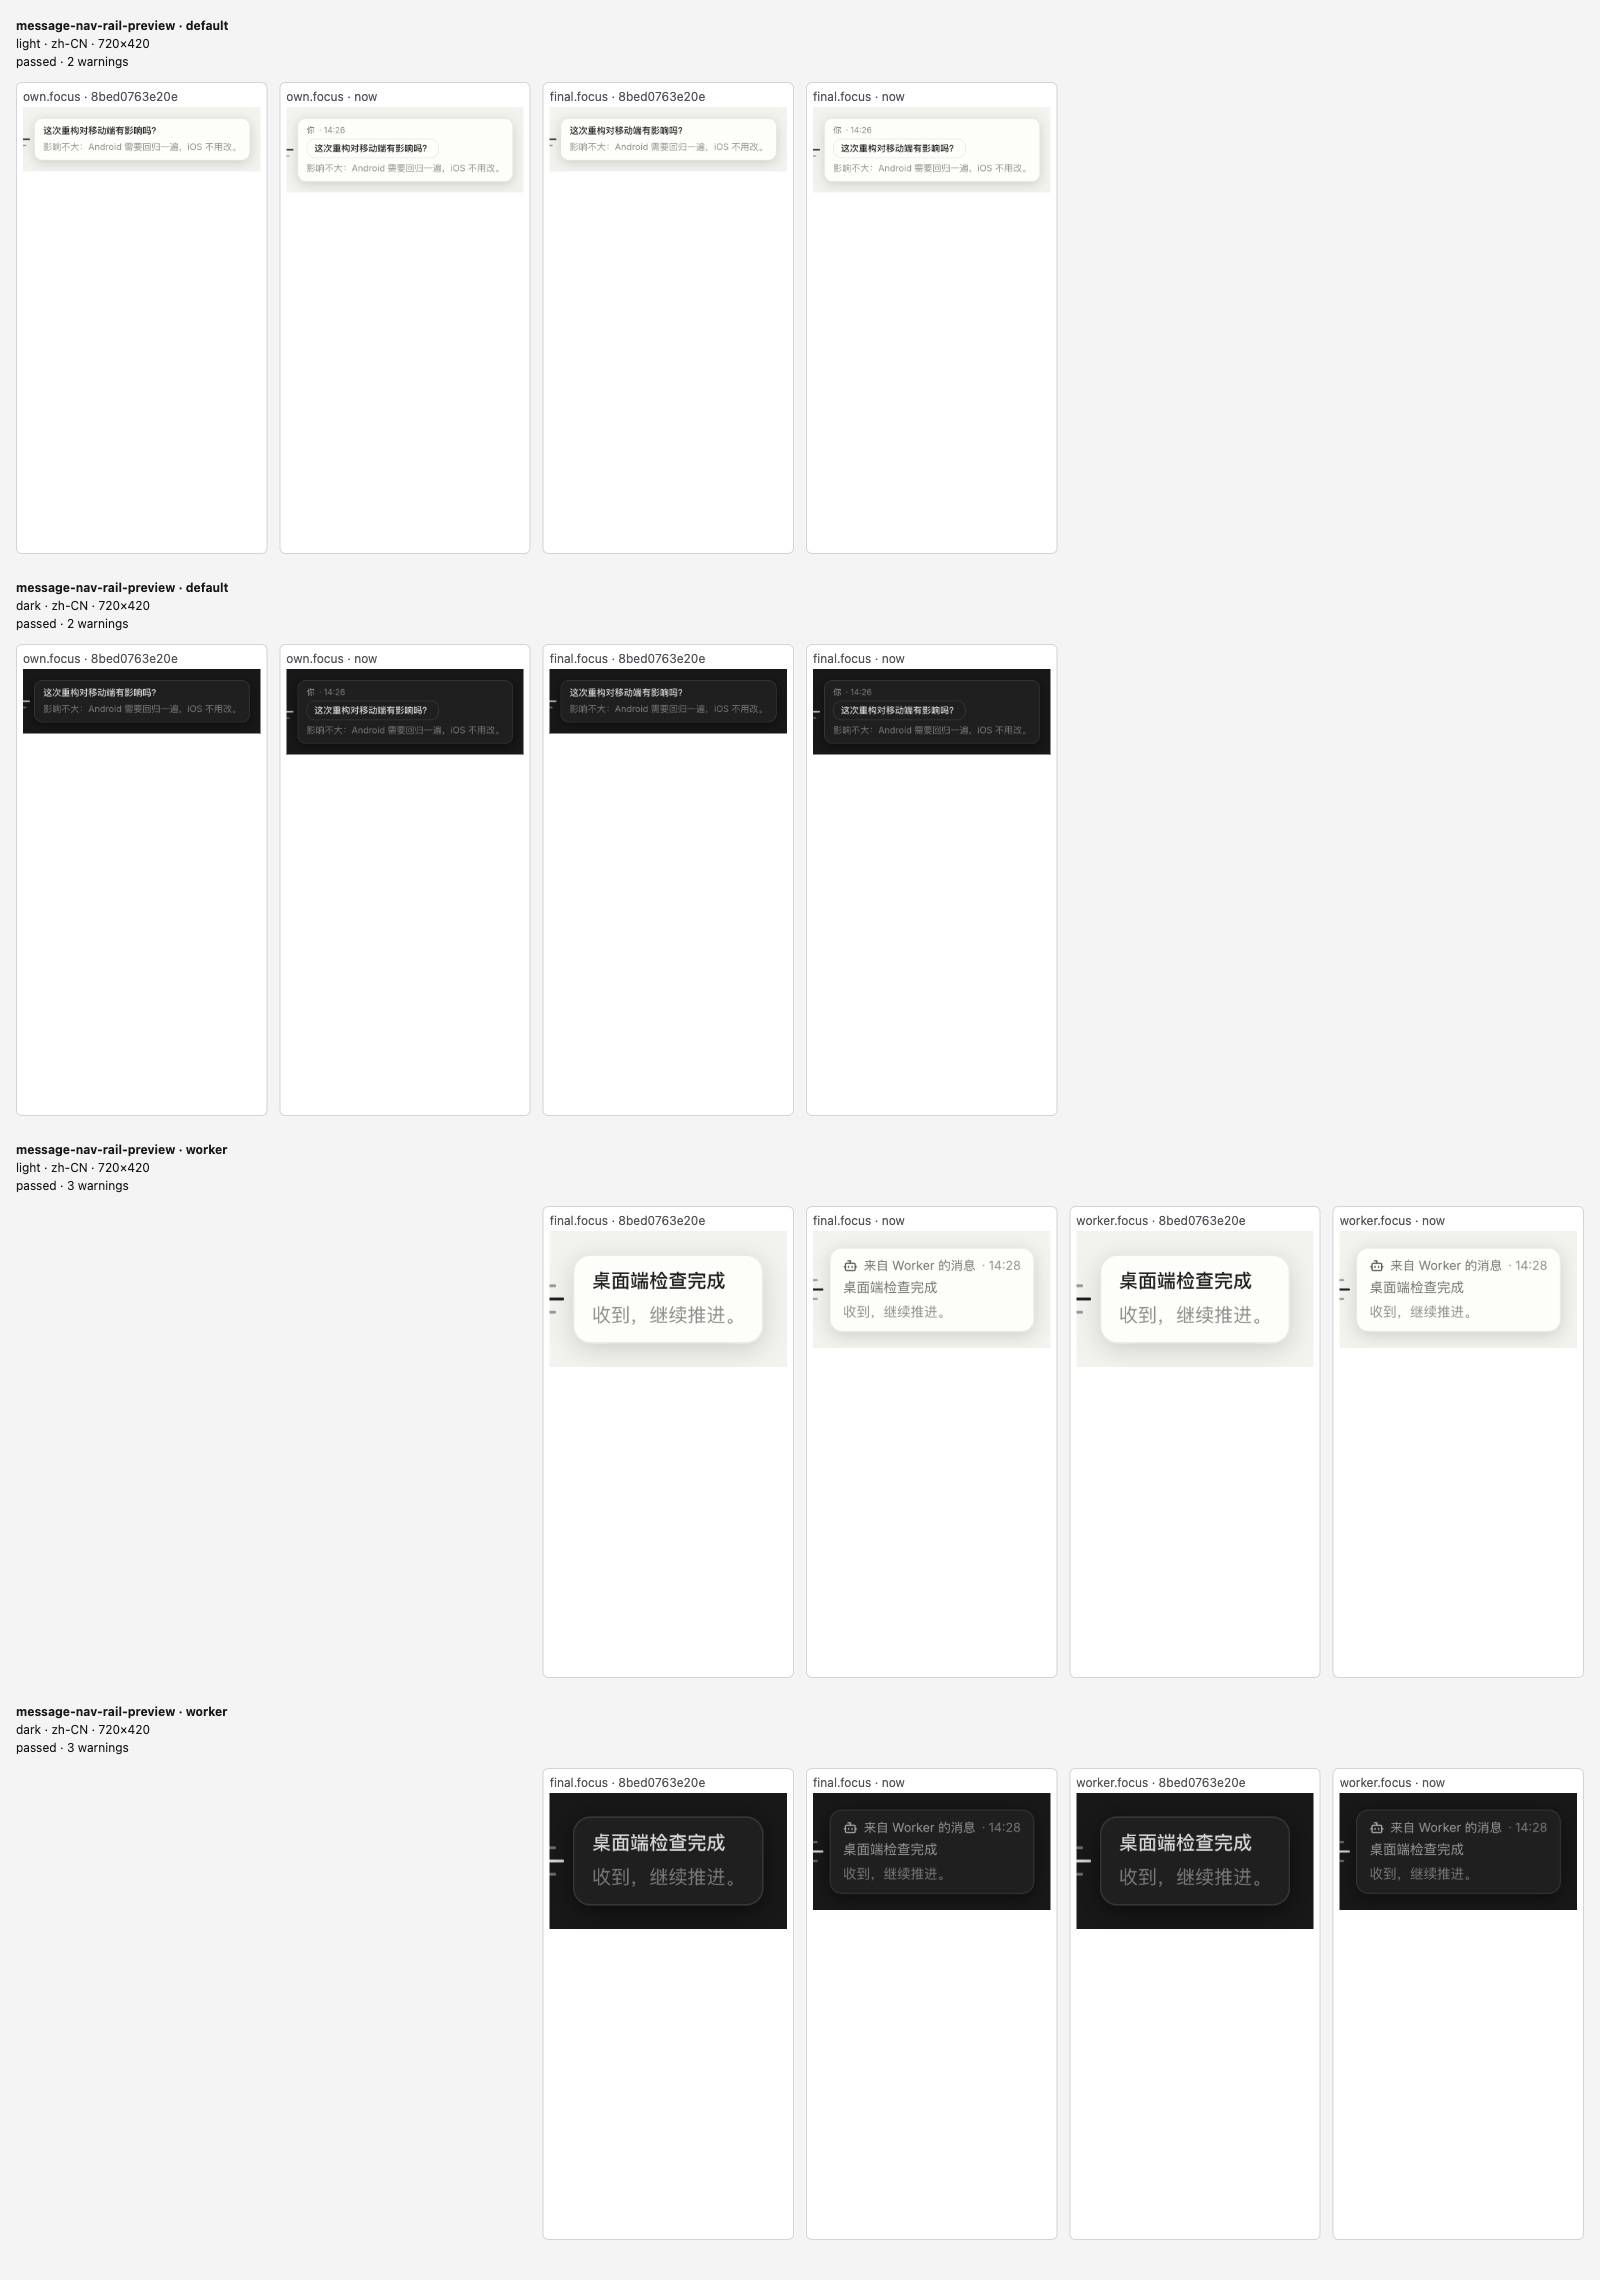 message-nav-rail-preview · default
light · zh-CN · 720×420
passed · 2 warnings
own.focus · 8bed0763e20e
这次重构对移动端有影响吗?
影响不大：Android 需要回归一遍，iOS 不用改。
own.focus · now
你 · 14:26
这次重构对移动端有影响吗?
影响不大：Android 需要回归一遍，iOS 不用改。
final.focus · 8bed0763e20e
这次重构对移动端有影响吗?
影响不大：Android 需要回归一遍，iOS 不用改。
final.focus · now
你 · 14:26
这次重构对移动端有影响吗?
影响不大：Android 需要回归一遍，iOS 不用改。
message-nav-rail-preview · default
dark · zh-CN · 720×420
passed · 2 warnings
own.focus · 8bed0763e20e
这次重构对移动端有影响吗?
影响不大：Android 需要回归一遍，iOS 不用改。
own.focus · now
你 · 14:26
这次重构对移动端有影响吗?
影响不大：Android 需要回归一遍，iOS 不用改。
final.focus · 8bed0763e20e
这次重构对移动端有影响吗?
影响不大：Android 需要回归一遍，iOS 不用改。
final.focus · now
你 · 14:26
这次重构对移动端有影响吗?
影响不大：Android 需要回归一遍，iOS 不用改。
message-nav-rail-preview · worker
light · zh-CN · 720×420
passed · 3 warnings
final.focus · 8bed0763e20e
桌面端检查完成
收到，继续推进。
final.focus · now
来自 Worker 的消息 · 14:28
桌面端检查完成
收到，继续推进。
worker.focus · 8bed0763e20e
桌面端检查完成
收到，继续推进。
worker.focus · now
来自 Worker 的消息 · 14:28
桌面端检查完成
收到，继续推进。
message-nav-rail-preview · worker
dark · zh-CN · 720×420
passed · 3 warnings
final.focus · 8bed0763e20e
桌面端检查完成
收到，继续推进。
final.focus · now
来自 Worker 的消息 · 14:28
桌面端检查完成
收到，继续推进。
worker.focus · 8bed0763e20e
桌面端检查完成
收到，继续推进。
worker.focus · now
来自 Worker 的消息 · 14:28
桌面端检查完成
收到，继续推进。